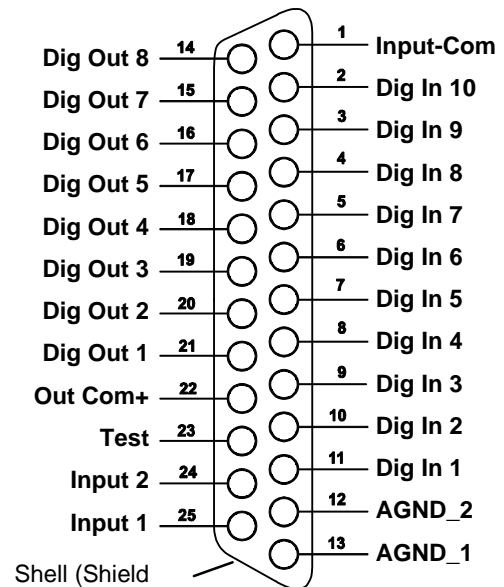 14 Dig Out 8
1 Input-Com
15 Dig Out 7
2 Dig In 10
16 Dig Out 6
3 Dig In 9
17 Dig Out 5
4 Dig In 8
18 Dig Out 4
5 Dig In 7
19 Dig Out 3
6 Dig In 6
20 Dig Out 2
7 Dig In 5
21 Dig Out 1
8 Dig In 4
22 Out Com+
9 Dig In 3
23 Test
10 Dig In 2
24 Input 2
11 Dig In 1
25 Input 1
12 AGND_2
13 AGND_1
Shell (Shield